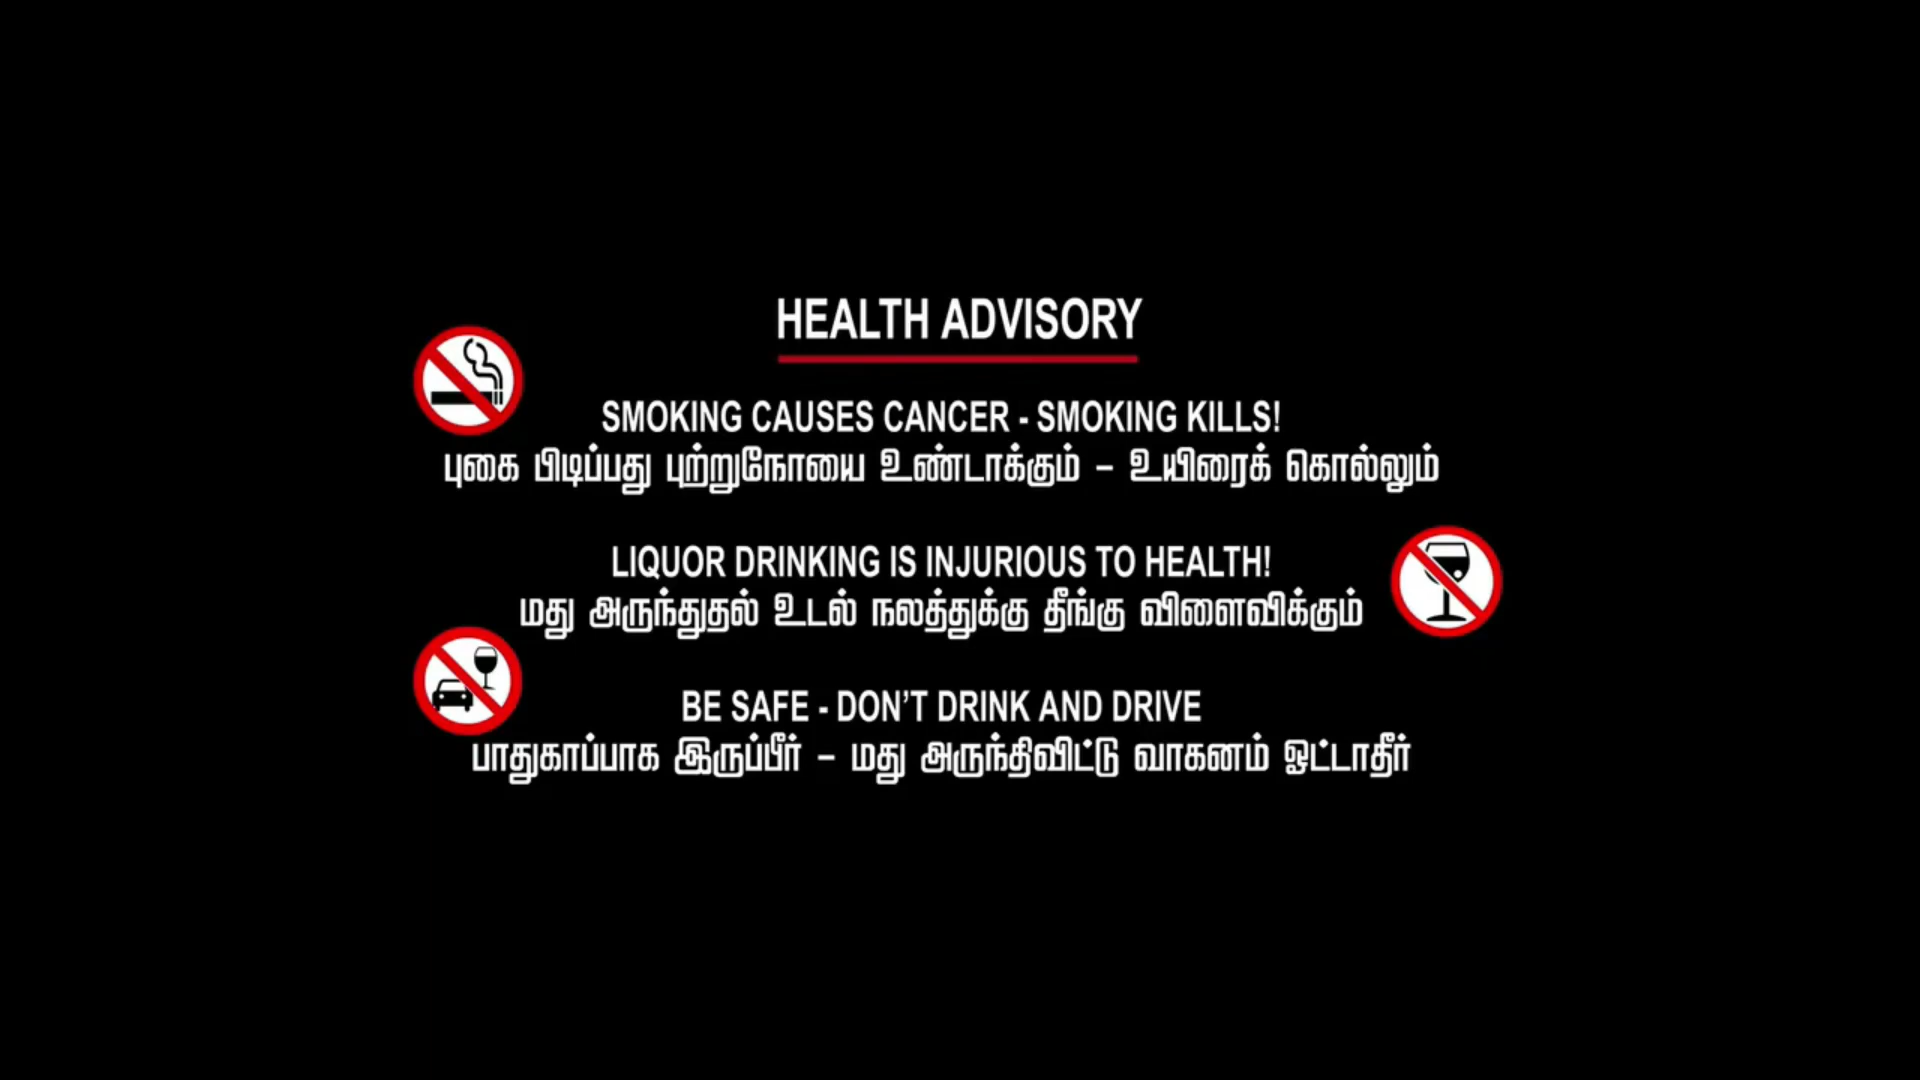 HEALTH ADVISORY
SMOKING CAUSES CANCER - SMOKING KILLS!
புகை பிடிப்பது புற்றுநோயை உண்டாக்கும் – உயிரைக் கொல்லும்
LIQUOR DRINKING IS INJURIOUS TO HEALTH!
மது அருந்துதல் உடல் நலத்துக்கு தீங்கு விளைவிக்கும்
BE SAFE - DON’T DRINK AND DRIVE
பாதுகாப்பாக இருப்பீர் – மது அருந்திவிட்டு வாகனம் ஓட்டாதீர்